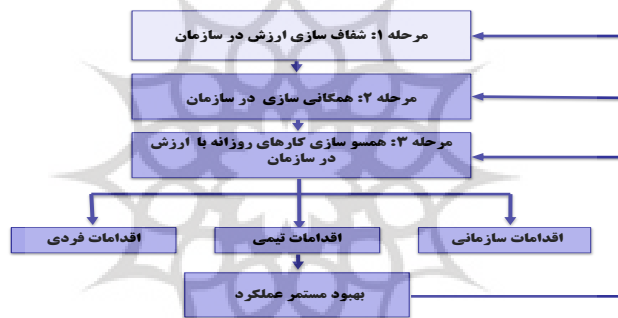 مرحله ۱: شفاف سازی ارزش در سازمان
مرحله ۲: همکانی سازی در سازمان
مرحله ۳: همسو سازی کارهای روزانه با ارزش
در سازمان
اقدامات سازمانی
اقدامات تیمی
اقدامات فردی
بهبود مستمر عملکرد